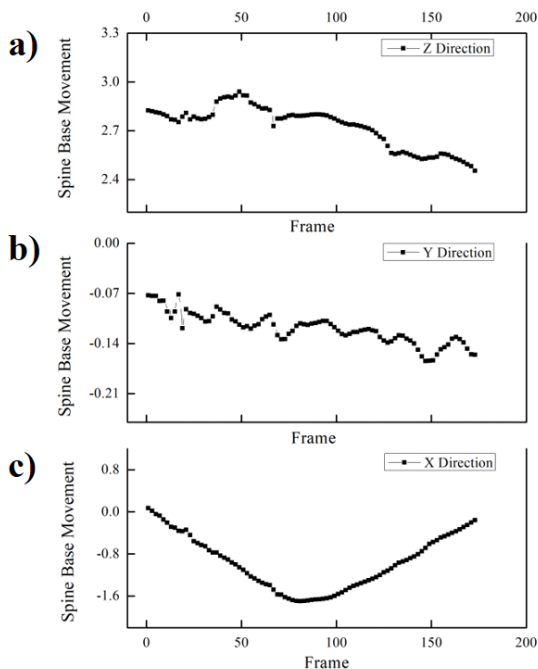 0 50 100 150 200
a)
3.3
Z Direction
3.0
2.7
2.4
Spine Base Movement
Frame
b)
0.00
Y Direction
-0.07
-0.14
-0.21
Spine Base Movement
Frame
c)
0.8
X Direction
0.0
-0.8
-1.6
Spine Base Movement
0 50 100 150 200
Frame